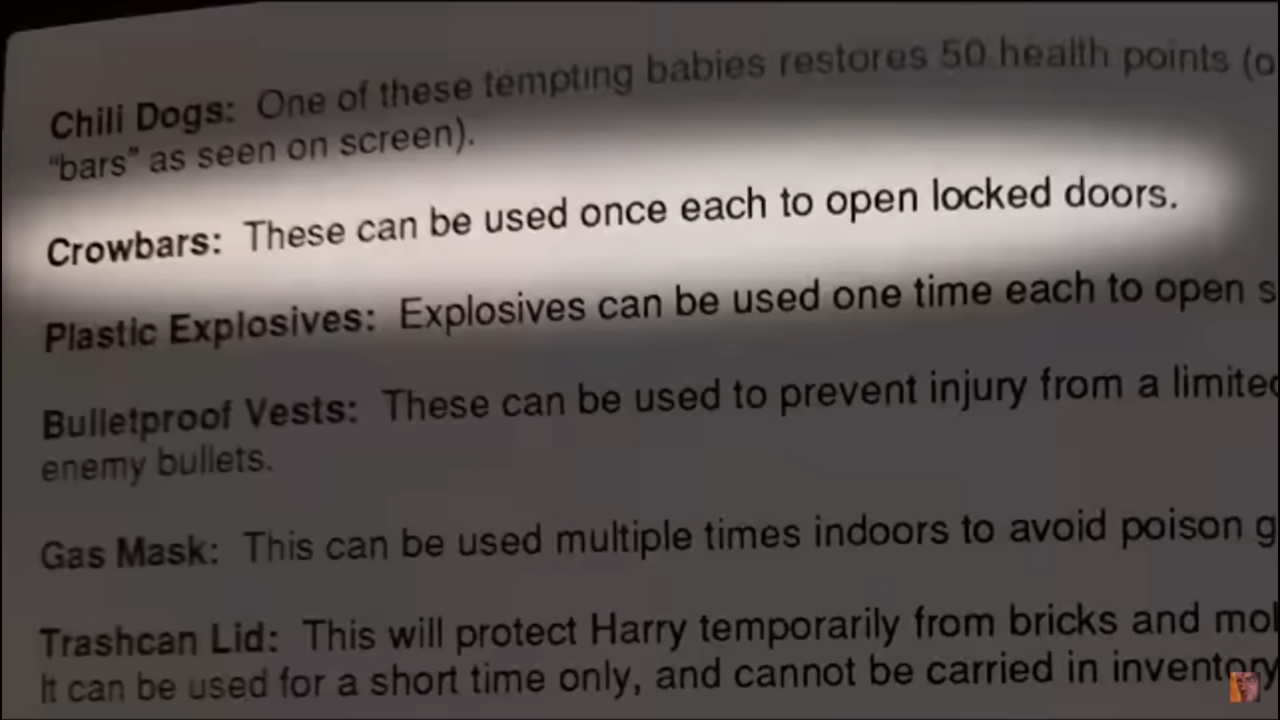 Chili Dogs: One of these tempting babies restores 50 health points (o
“bars” as seen on screen).
Crowbars: These can be used once each to open locked doors.
Plastic Explosives: Explosives can be used one time each to open s
Bulletproof Vests: These can be used to prevent injury from a limited
enemy bullets.
Gas Mask: This can be used multiple times indoors to avoid poison g
Trashcan Lid: This will protect Harry temporarily from bricks and mol
It can be used for a short time only, and cannot be carried in inventory